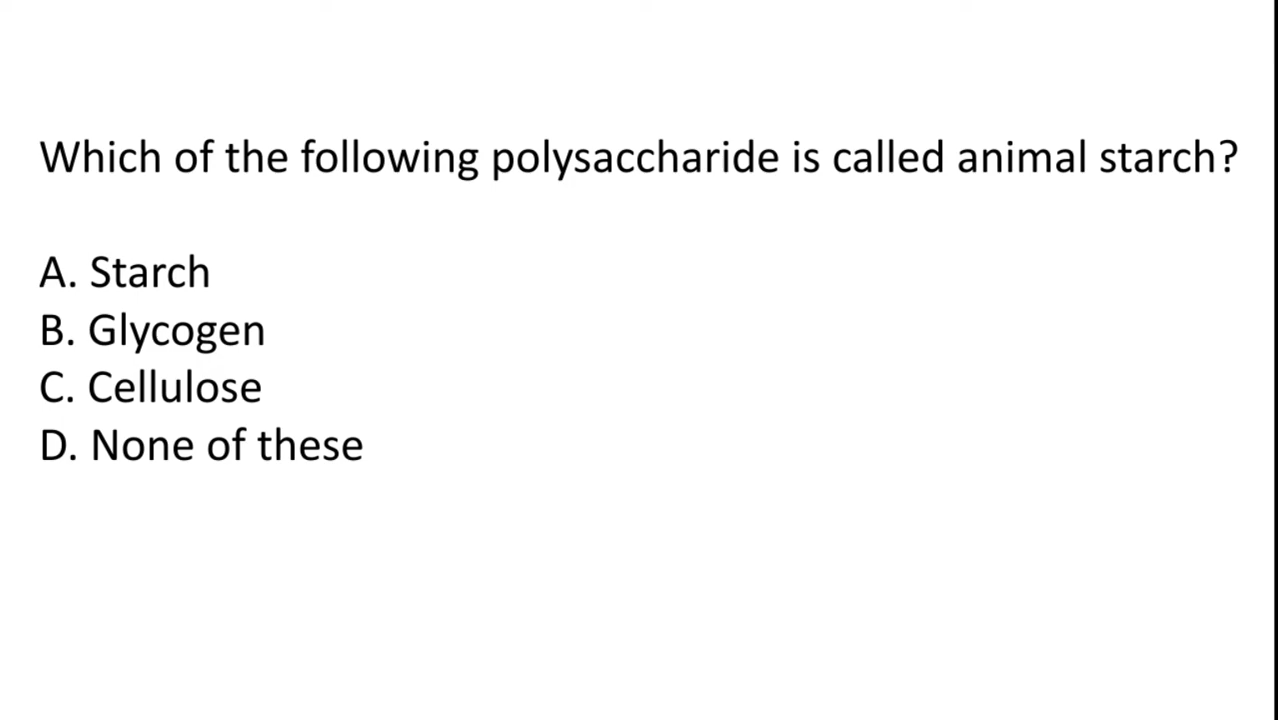 Which of the following polysaccharide is called animal starch?
A. Starch
B. Glycogen
C. Cellulose
D. None of these